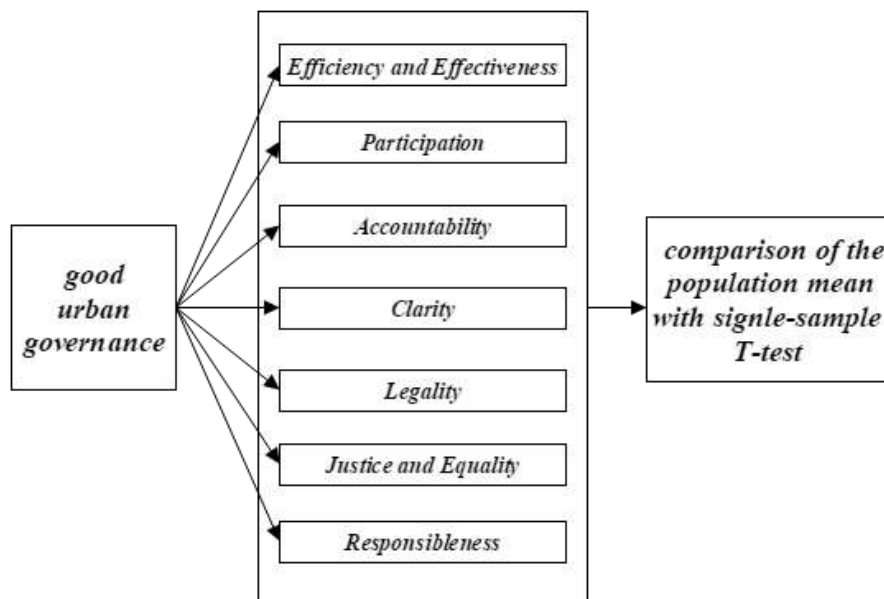 Efficiency and Effectiveness
Participation
Accountability
Clarity
Legality
Justice and Equality
Responsibleness
good
urban
governance
comparison of the
population mean
with signle-sample
T-test